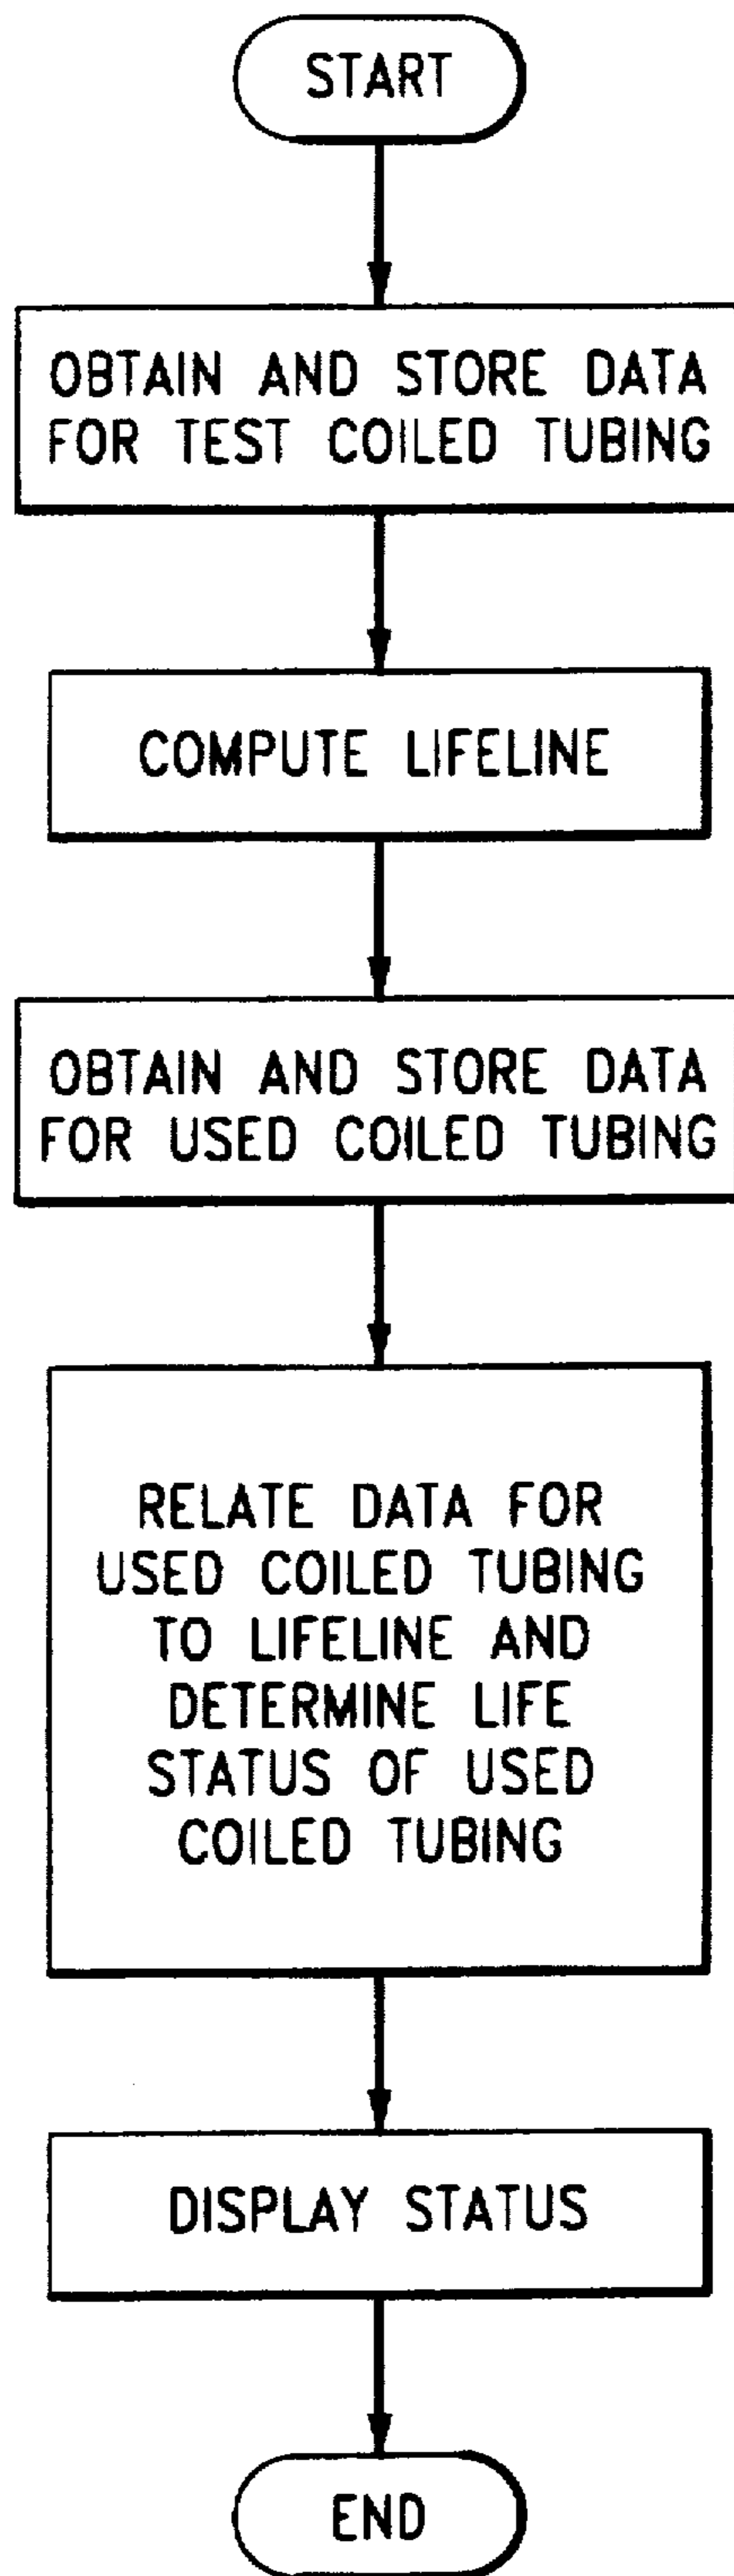 START
OBTAIN AND STORE DATA
FOR TEST COILED TUBING
COMPUTE LIFELINE
OBTAIN AND STORE DATA
FOR USED COILED TUBING
RELATE DATA FOR
USED COILED TUBING
TO LIFELINE AND
DETERMINE LIFE
STATUS OF USED
COILED TUBING
DISPLAY STATUS
END